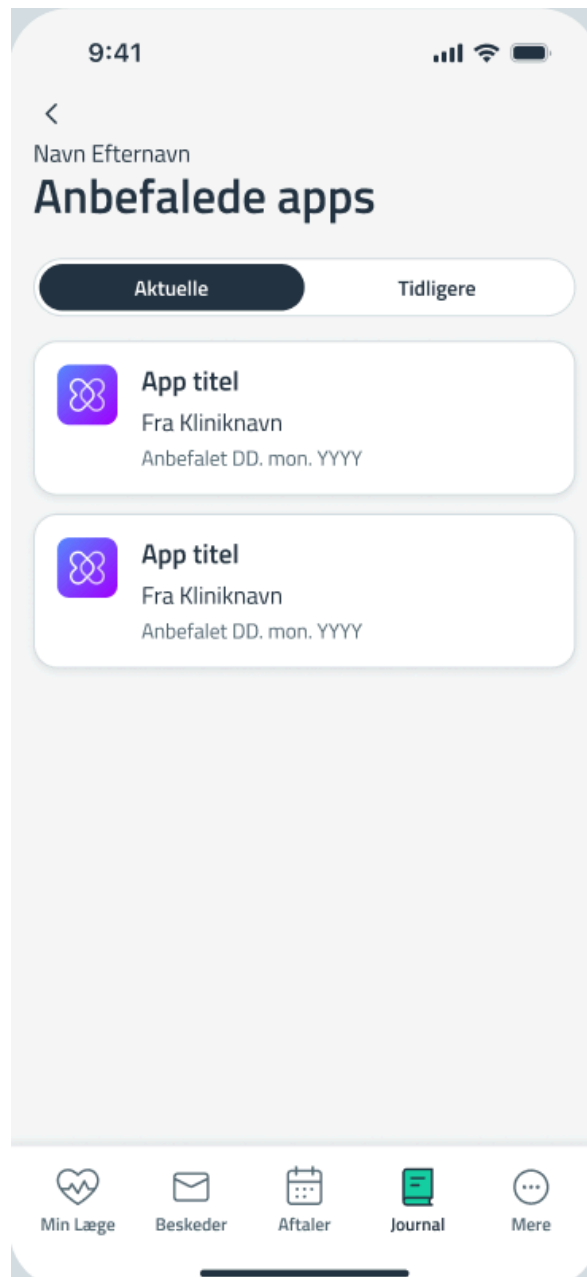 9:41
Navn Efternavn
Anbefalede apps
Aktuelle Tidligere
App titel
Fra Kliniknavn
Anbefalet DD. mon. YYYY
App titel
Fra Kliniknavn
Anbefalet DD. mon. YYYY
Min Læge Beskeder Aftaler Journal Mere